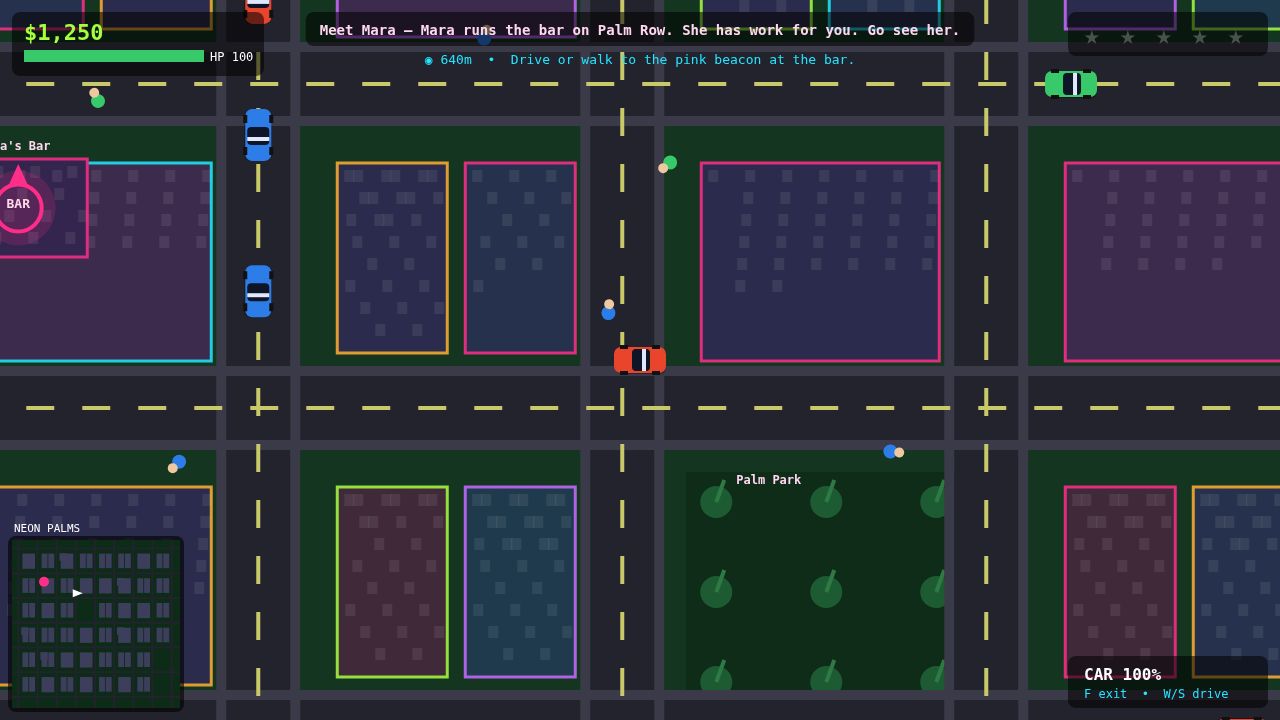 $1,250
HP 100
Meet Mara — Mara runs the bar on Palm Row. She has work for you. Go see her.
◉ 640m • Drive or walk to the pink beacon at the bar.
★ ★ ★ ★ ★
a's Bar
BAR
Palm Park
NEON PALMS
CAR 100%
F exit • W/S drive